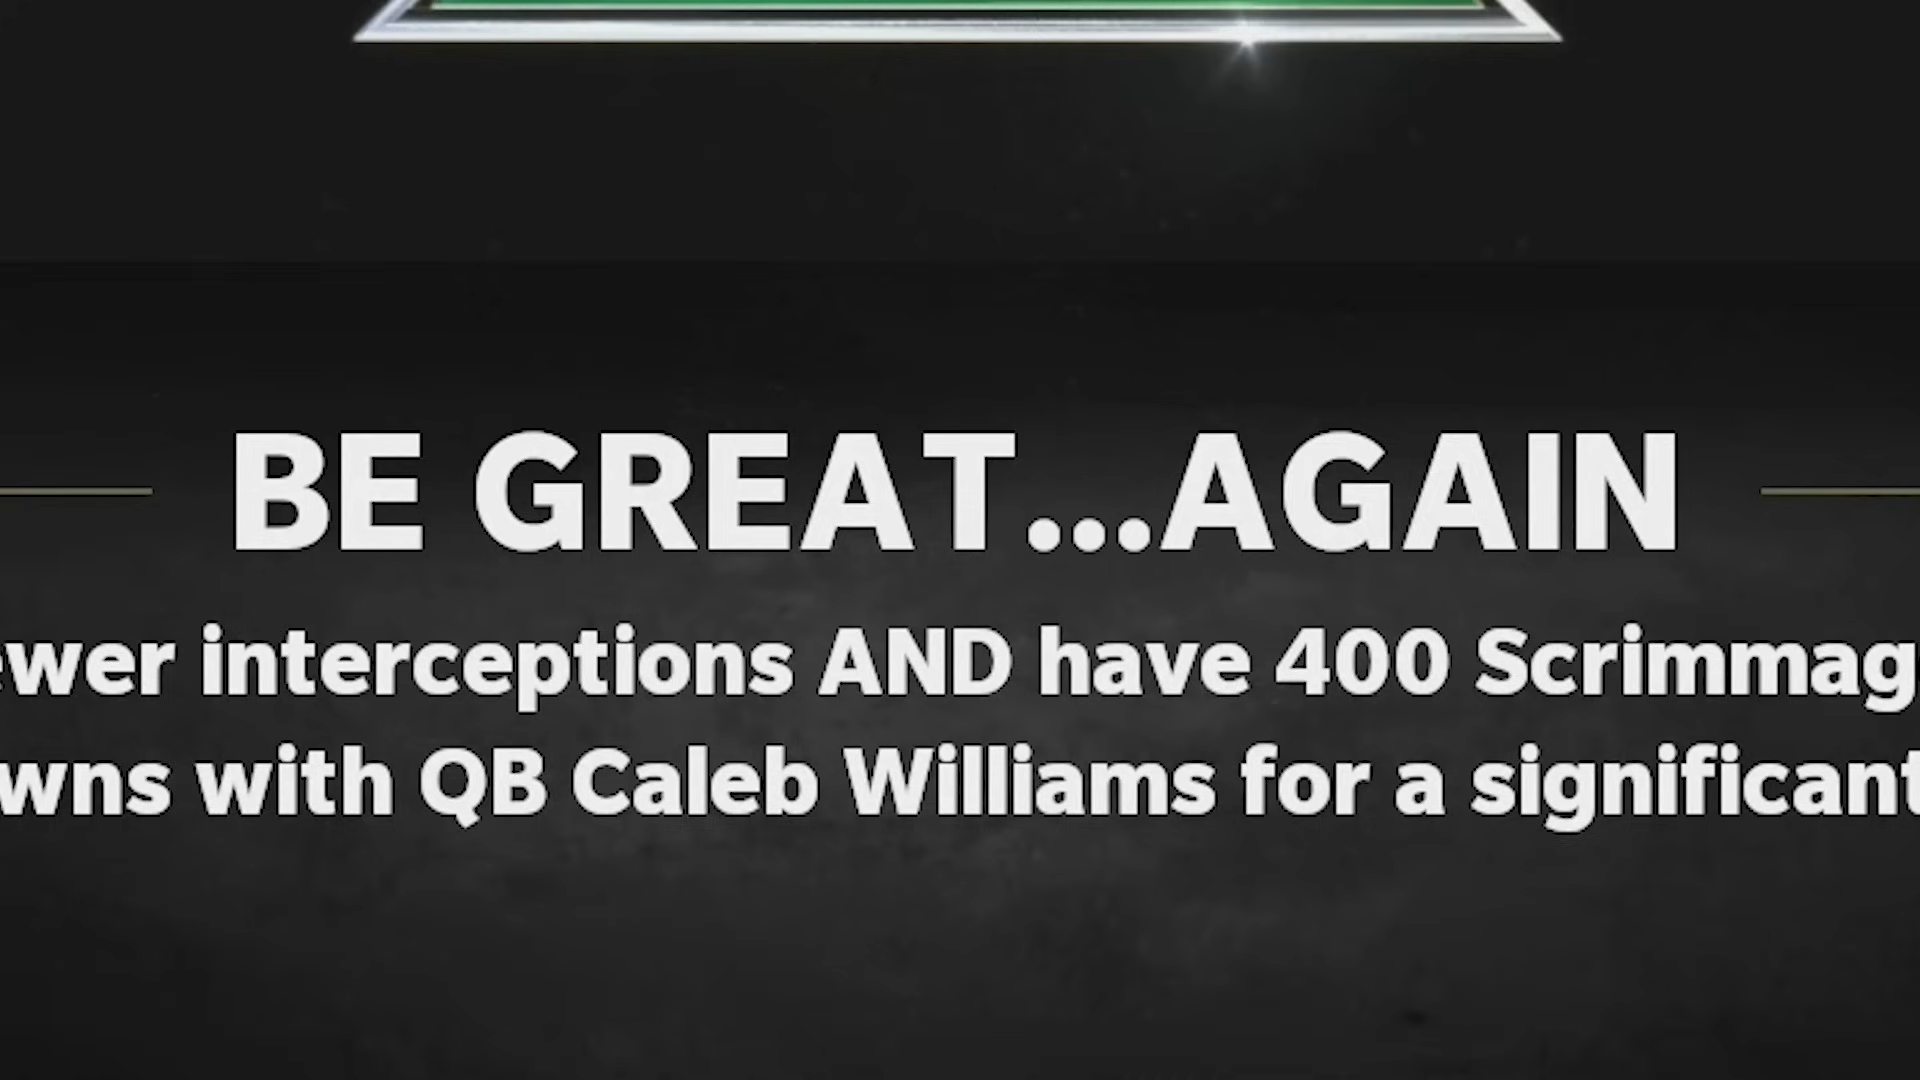 BE GREAT...AGAIN
ewer interceptions AND have 400 Scrimmag
wns with QB Caleb Williams for a significant